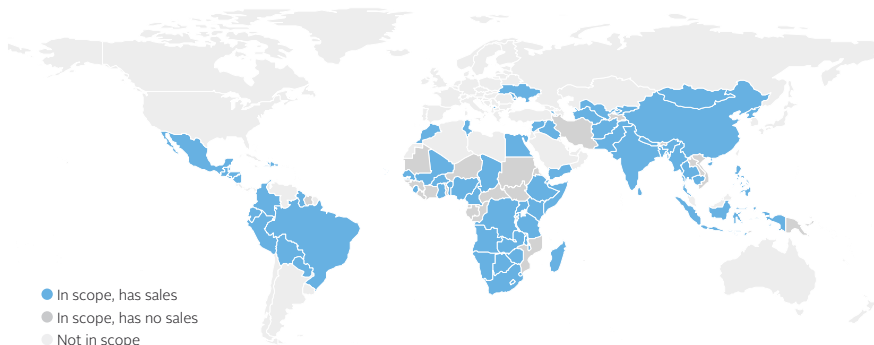 In scope, has sales
In scope, has no sales
Not in scope